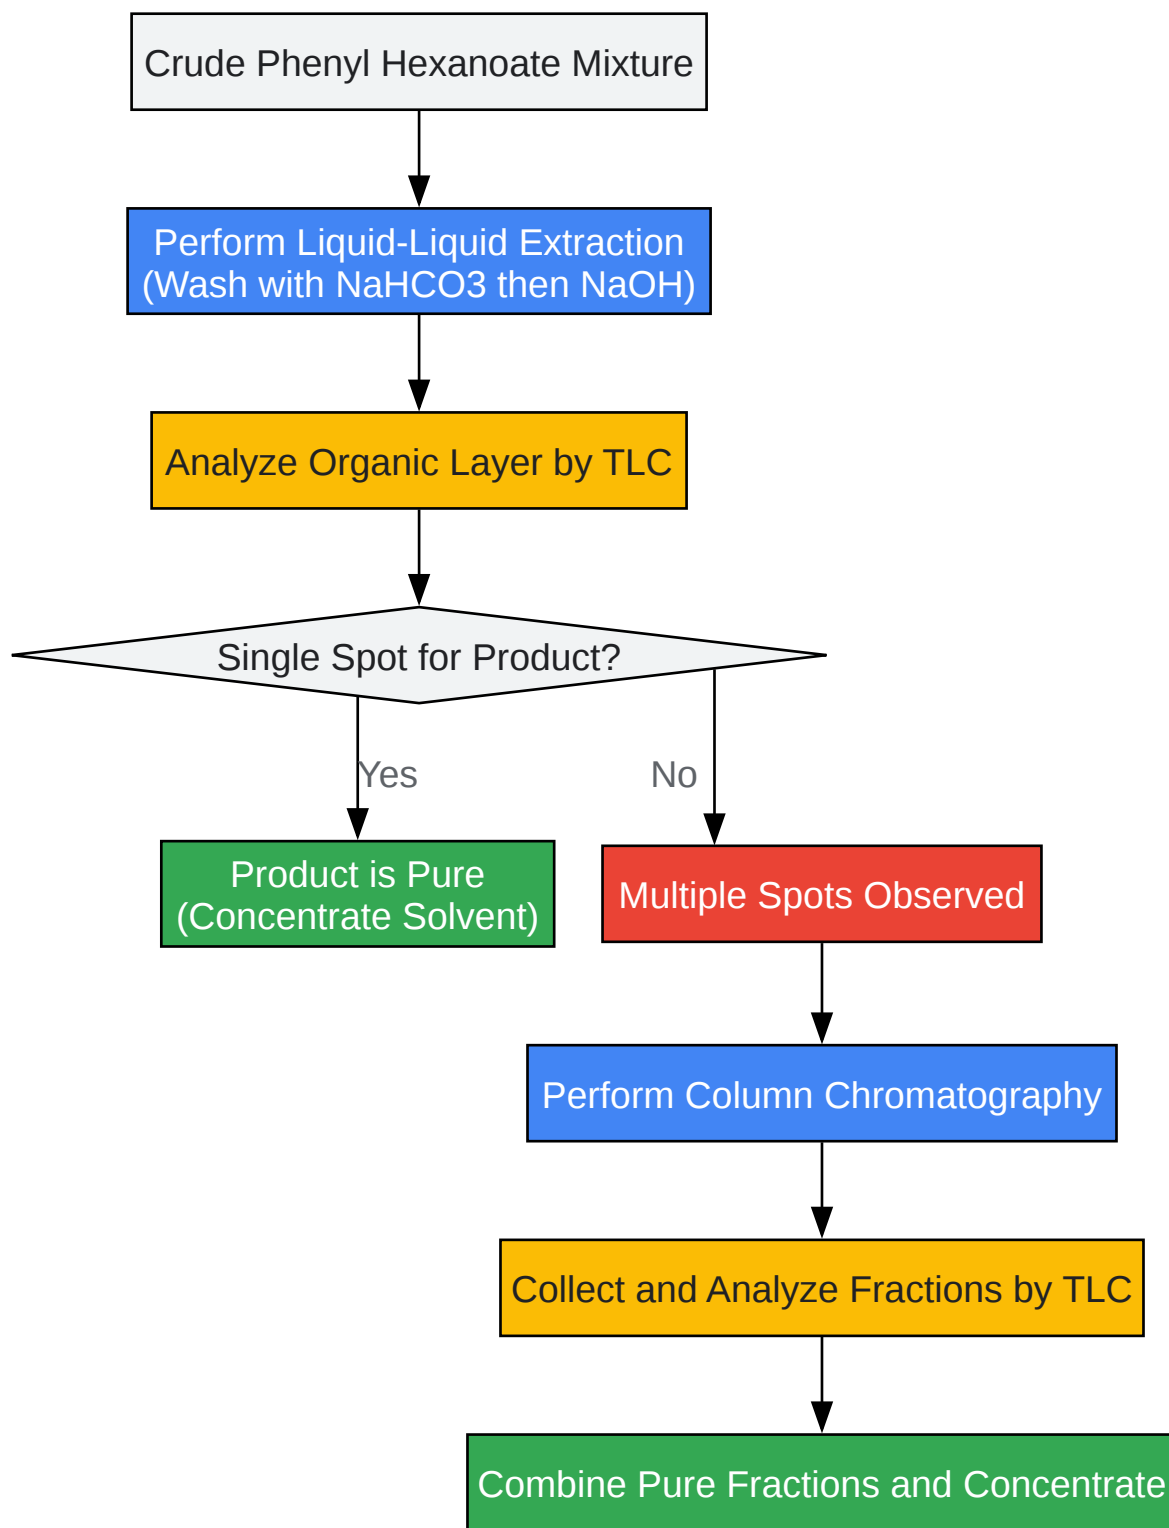 Crude Phenyl Hexanoate Mixture
Perform Liquid-Liquid Extraction
(Wash with NaHCO3 then NaOH)
Analyze Organic Layer by TLC
Single Spot for Product?
Yes
No
Product is Pure
(Concentrate Solvent)
Multiple Spots Observed
Perform Column Chromatography
Collect and Analyze Fractions by TLC
Combine Pure Fractions and Concentrate